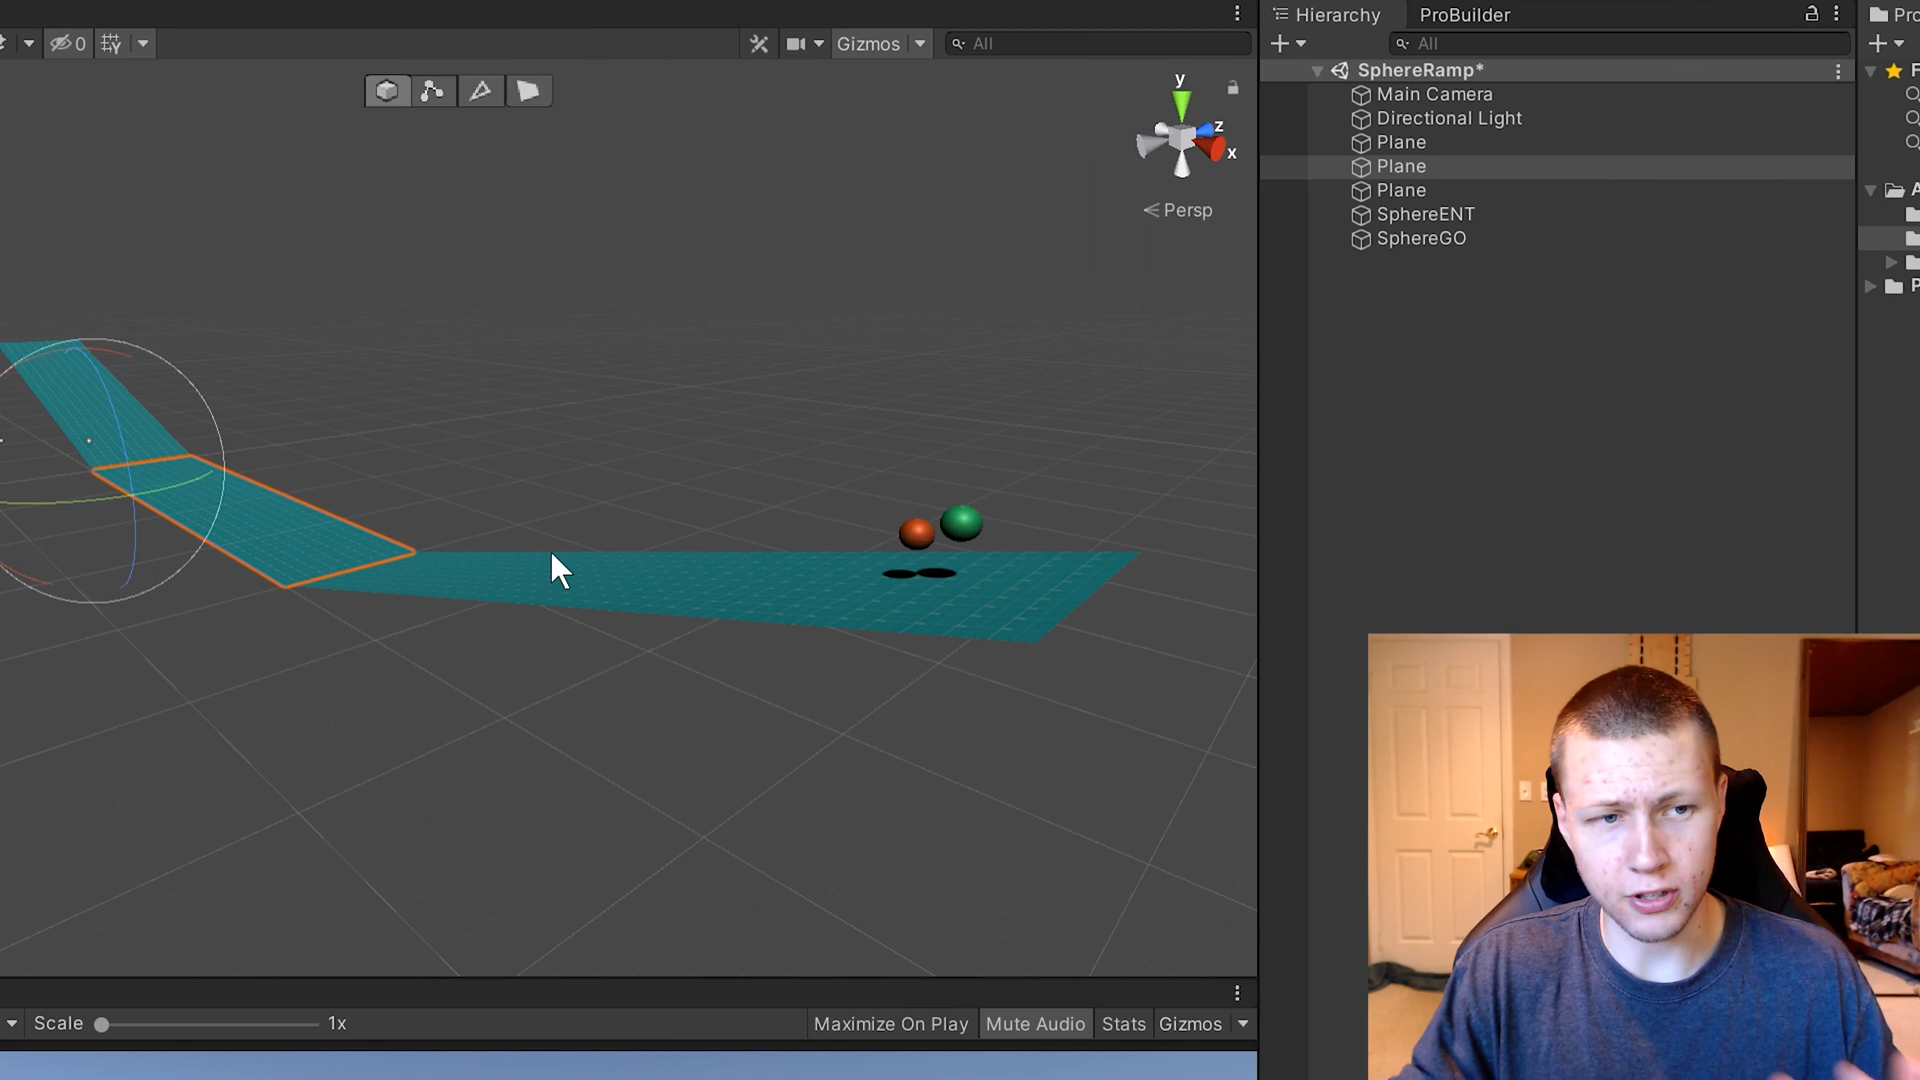 Hierarchy ProBuilder Pro
0 Gizmos All All
SphereRamp* F
Main Camera
Directional Light
Plane
Plane
Plane
SphereENT
SphereGO
y
z
x
Persp
A
P
Scale 1x Maximize On Play Mute Audio Stats Gizmos